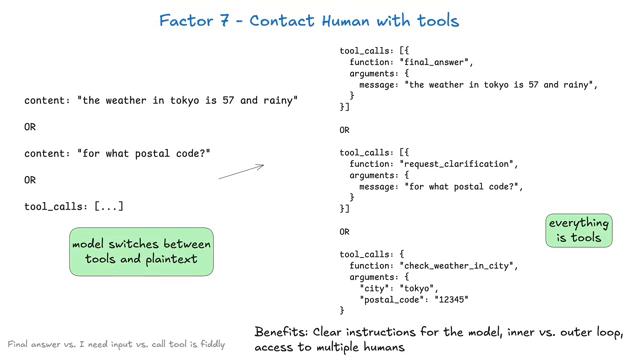 Factor 7 - Contact Human with tools
content: "the weather in tokyo is 57 and rainy"
OR
content: "for what postal code?"
OR
tool_calls: [...]
model switches between
tools and plaintext
Final answer vs. I need input vs. call tool is fiddly
tool_calls: [{
function: "final_answer",
arguments: {
message: "the weather in tokyo is 57 and rainy",
}
}]
OR
tool_calls: [{
function: "request_clarification",
arguments: {
message: "for what postal code?",
}
}]
OR
tool_calls: {
function: "check_weather_in_city",
arguments: {
"city": "tokyo",
"postal_code": "12345"
}
everything
is tools
Benefits: Clear instructions for the model, inner vs. outer loop,
access to multiple humans